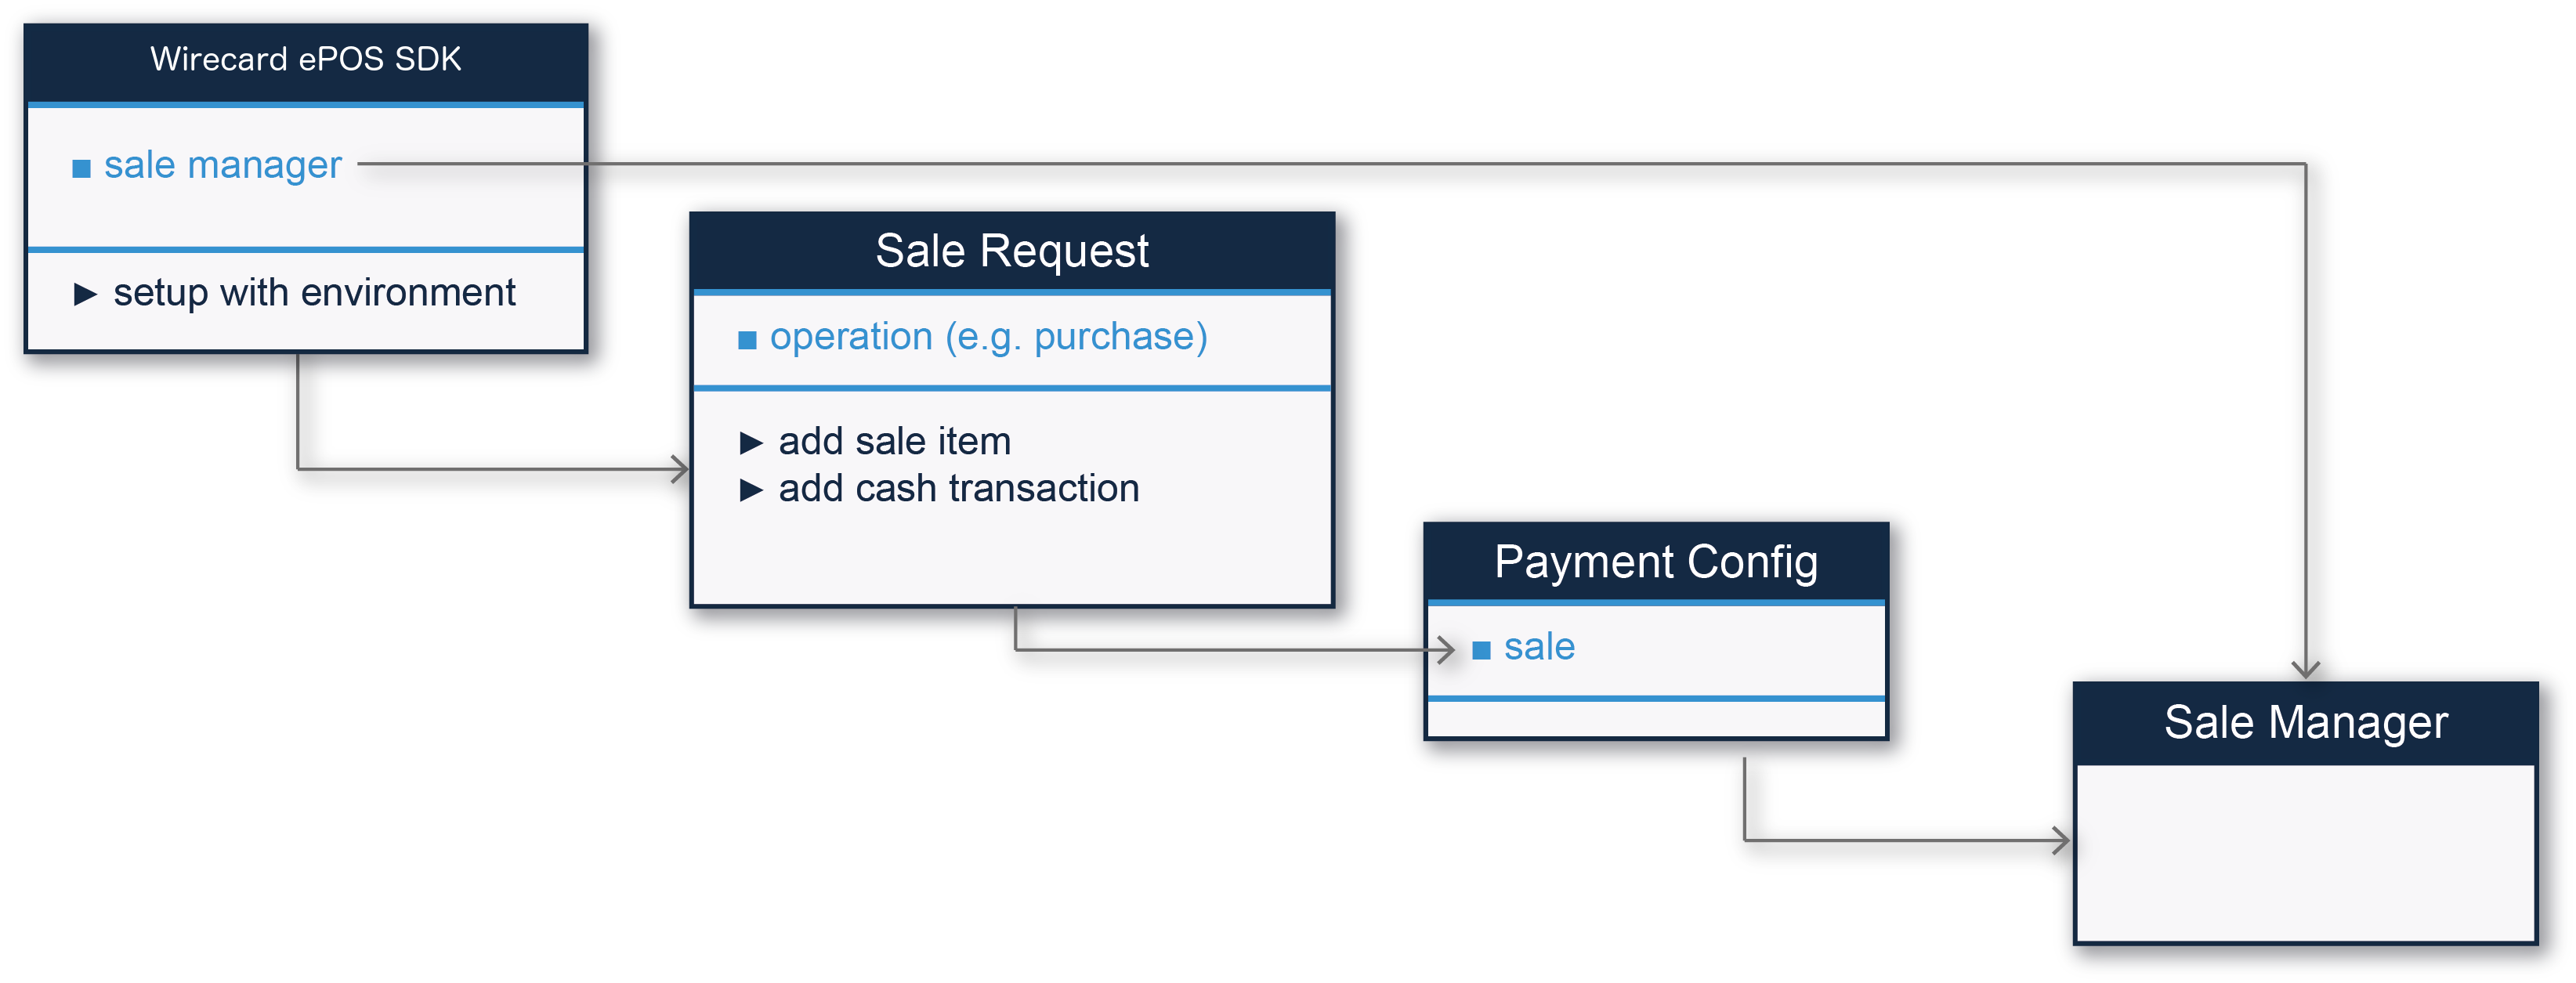 Wirecard ePOS SDK
■ sale manager
► setup with environment
Sale Request
■ operation (e.g. purchase)
► add sale item
► add cash transaction
Payment Config
■ sale
Sale Manager